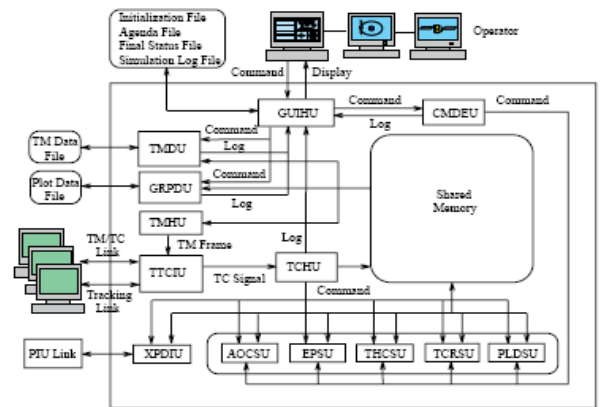 Initialization File
Agenda File
Final Status File
Simulation Log File
Operator
Command
Display
GUIHU
Command
Log
CMDEU
Command
TM Data
File
TMDU
Command
Log
Plot Data
File
GRPDU
Command
Log
Shared
Memory
TMHU
TM Frame
Log
TM/TC
Link
TTCIU
TC Signal
TCHU
Tracking
Link
Command
PIU Link
XPDIU
AOCSU
EPSU
THCSU
TCRSU
PLDSU